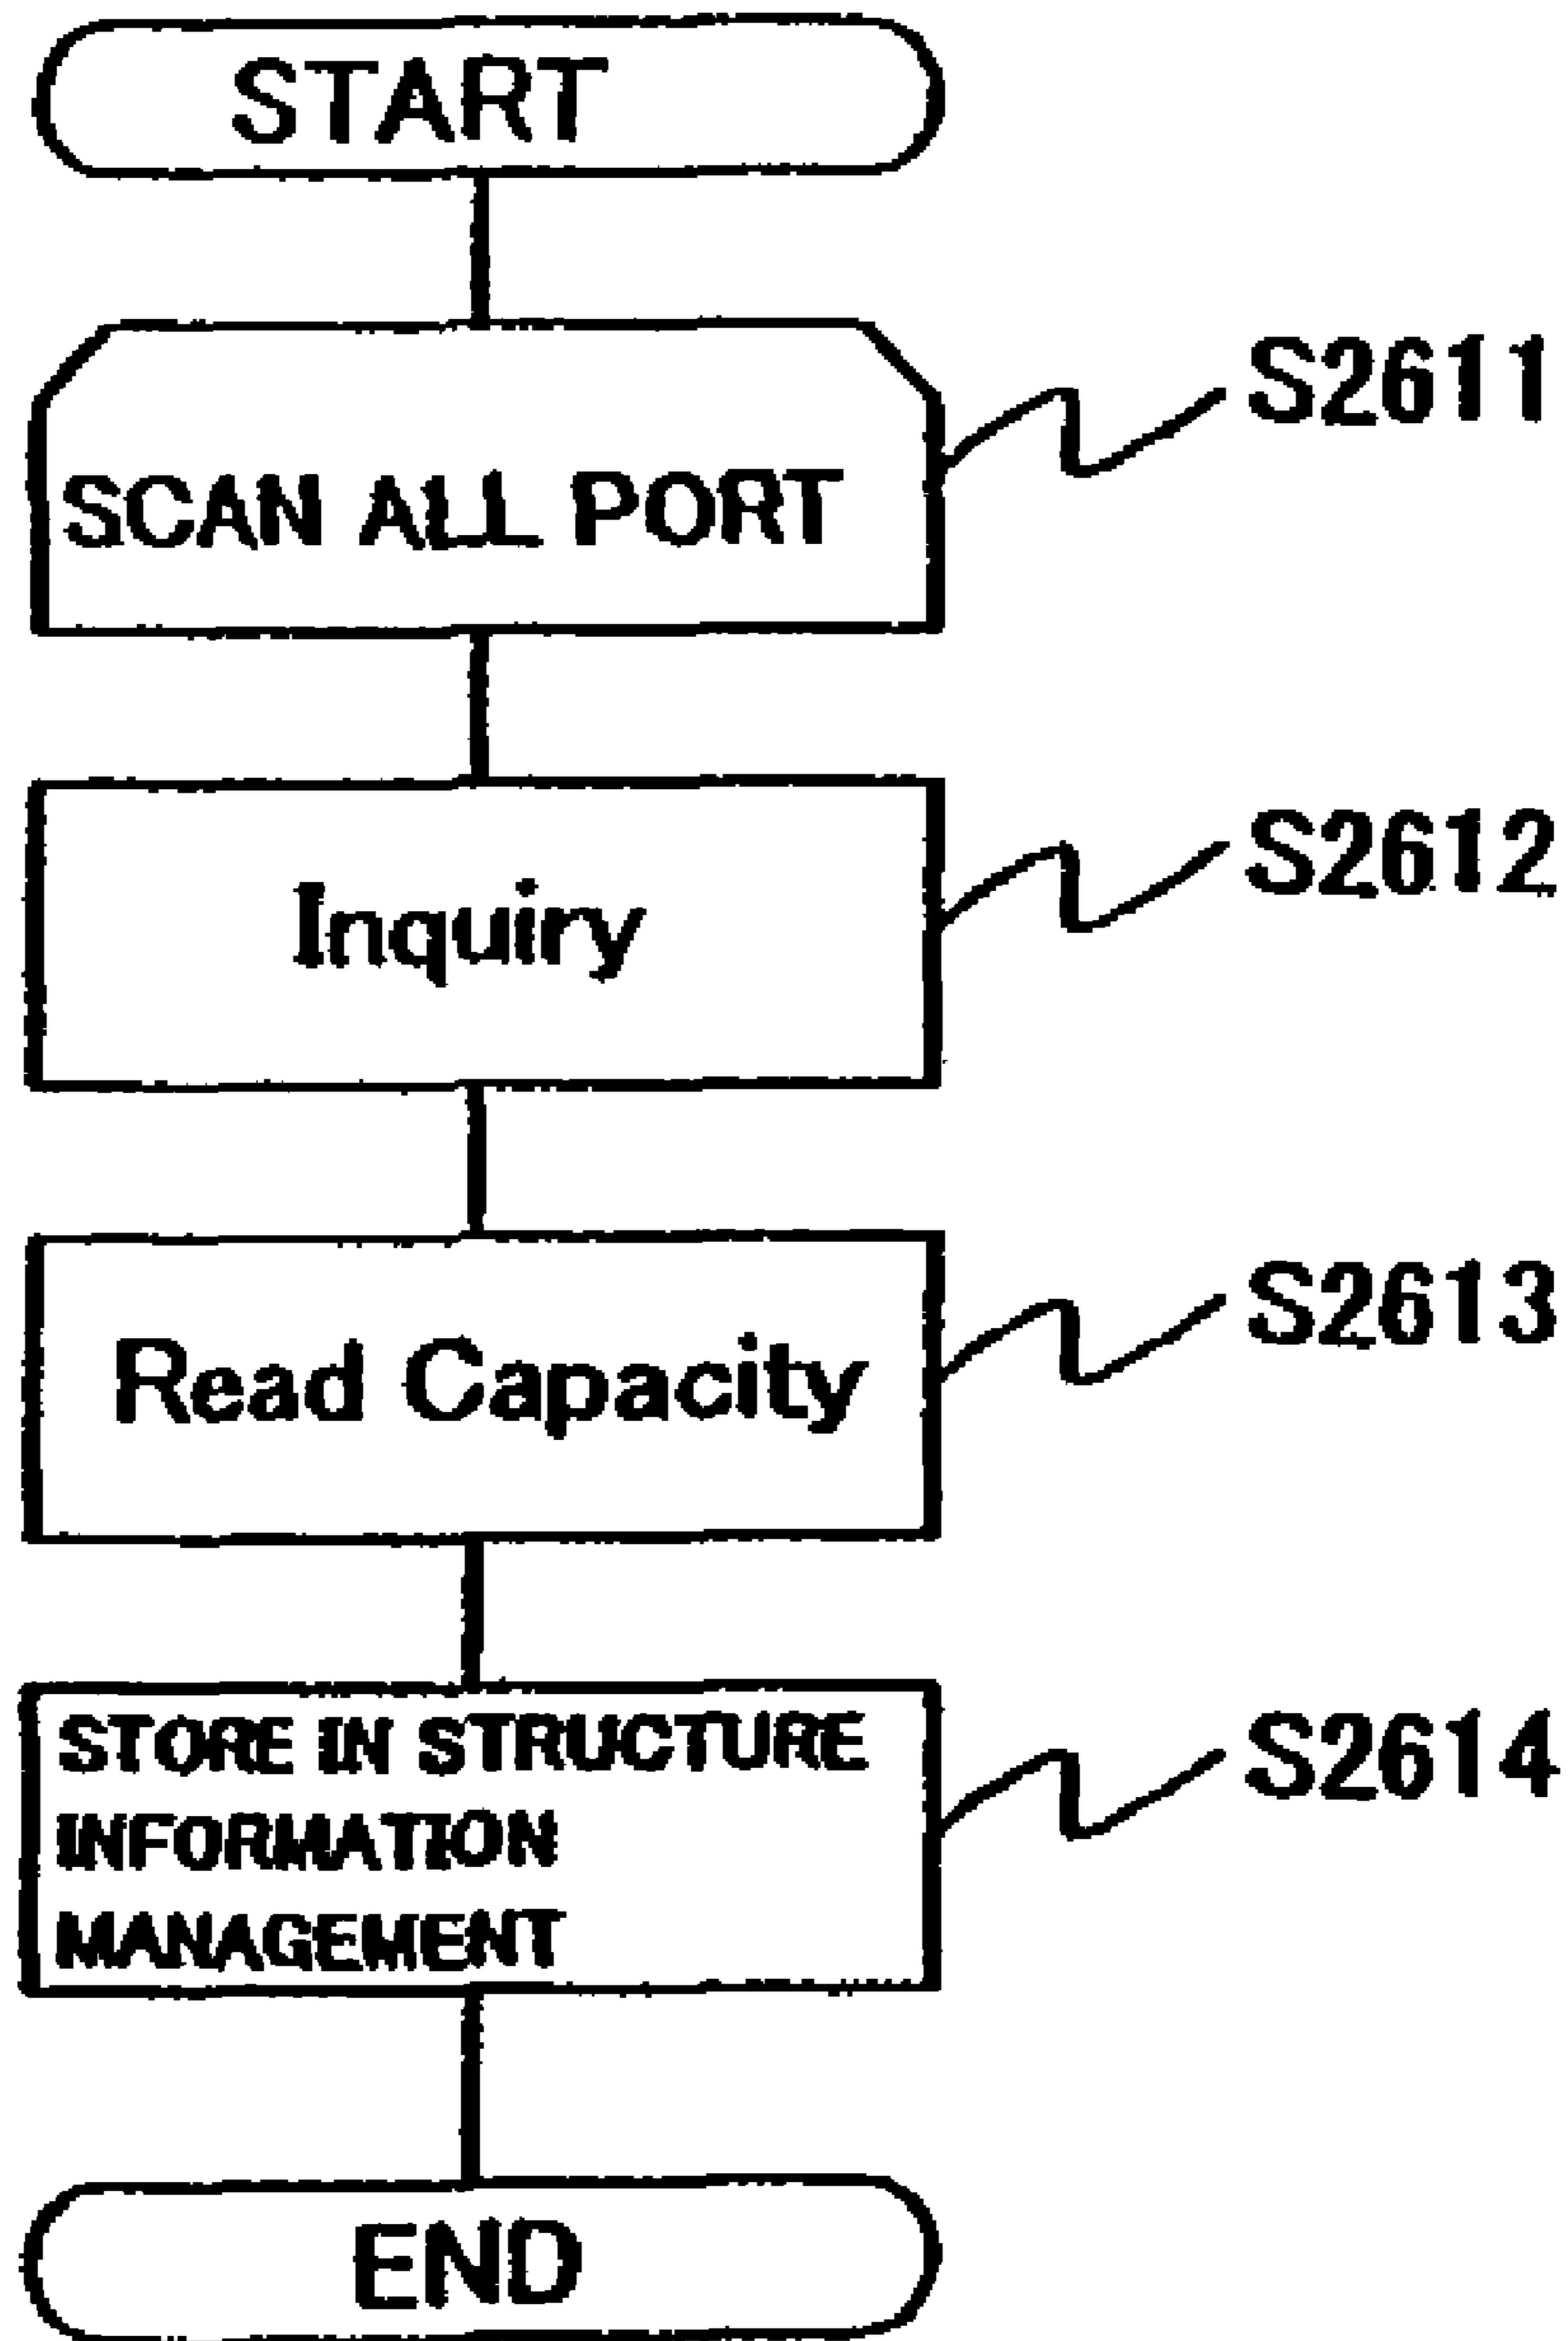 START
SCAN ALL PORT
S2611
Inquiry
S2612
Read Capacity
S2613
STORE IN STRUCTURE
INFORMATION
MANAGEMENT
S2614
END